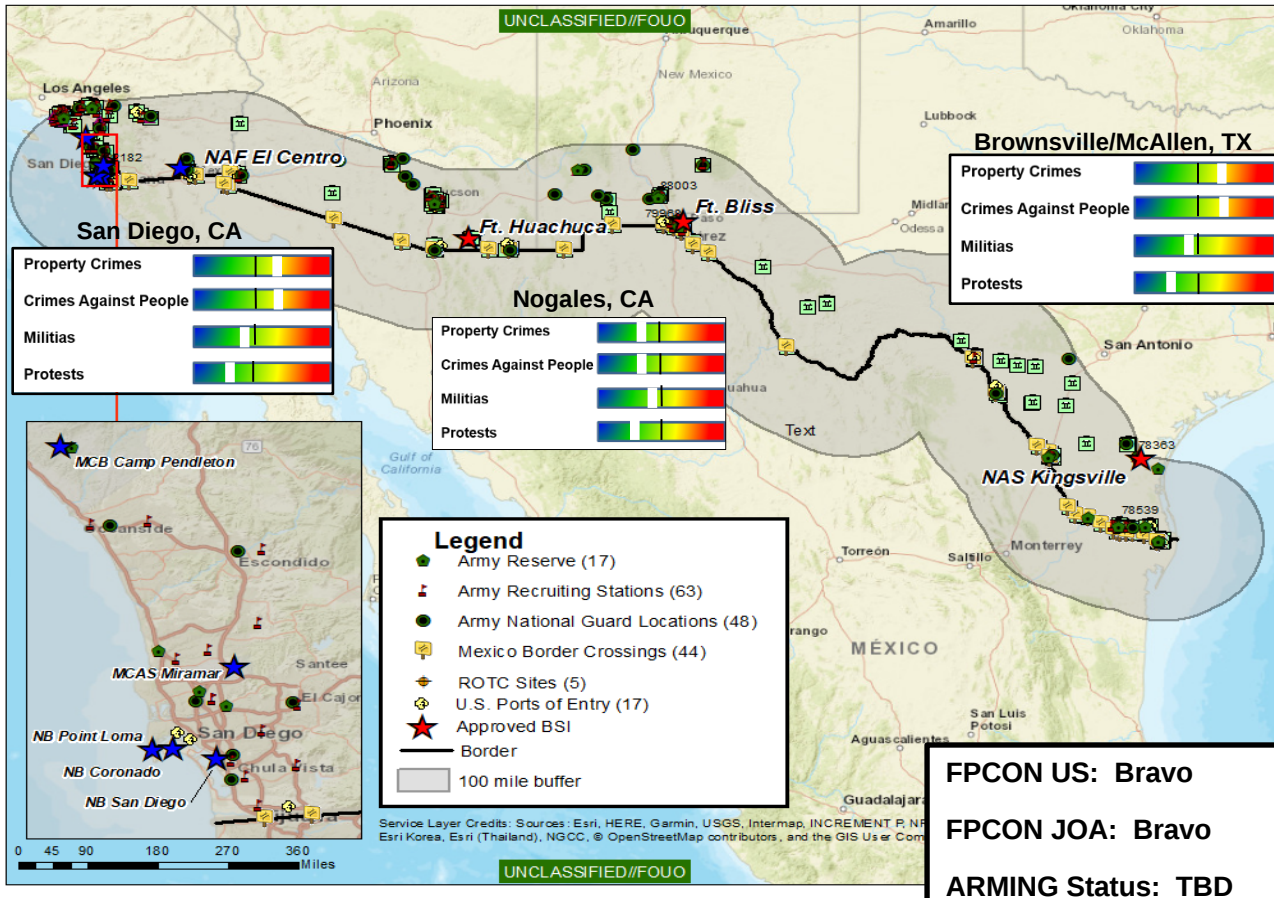 UNCLASSIFIED//FOUO
Oklahoma City
Amarillo
Oklahoma
Albuquerque
New Mexico
Los Angeles
Arizona
Phoenix
Lubbock
Brownsville/McAllen, TX
Property Crimes
Crimes Against People
Militias
Protests
San Diego
NAF El Centro
88003
Ft. Bliss
Ft. Huachuca
Midland
Odessa
San Diego, CA
Property Crimes
Crimes Against People
Militias
Protests
Nogales, CA
Property Crimes
Crimes Against People
Militias
Protests
San Antonio
Text
Gulf of
California
78363
NAS Kingsville
78539
Monterrey
Torreón
Saltillo
MÉXICO
San Luis
Potosi
Aguascalientes
Guadalajara
76
MCB Camp Pendleton
Oceanside
Escondido
Santee
MCAS Miramar
El Cajon
NB Point Loma
San Diego
NB Coronado
Chula Vista
NB San Diego
Legend
Army Reserve (17)
Army Recruiting Stations (63)
Army National Guard Locations (48)
Mexico Border Crossings (44)
ROTC Sites (5)
U.S. Ports of Entry (17)
Approved BSI
Border
100 mile buffer
Service Layer Credits: Sources: Esri, HERE, Garmin, USGS, Intermap, INCREMENT P,
Esri Korea, Esri (Thailand), NGCC, © OpenStreetMap contributors, and the GIS User
0 45 90 180 270 360
Miles
UNCLASSIFIED//FOUO
FPCON US: Bravo
FPCON JOA: Bravo
ARMING Status: TBD